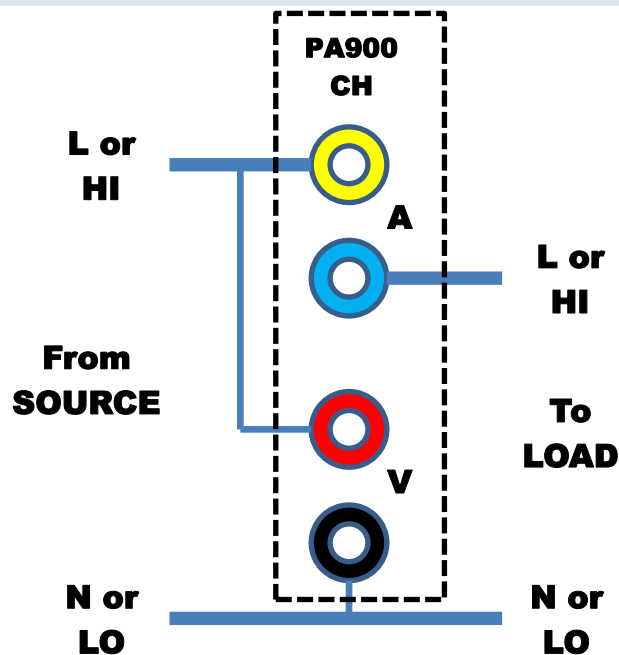 PA900
CH
L or
HI
A
L or
HI
From
SOURCE
To
LOAD
V
N or
LO
N or
LO